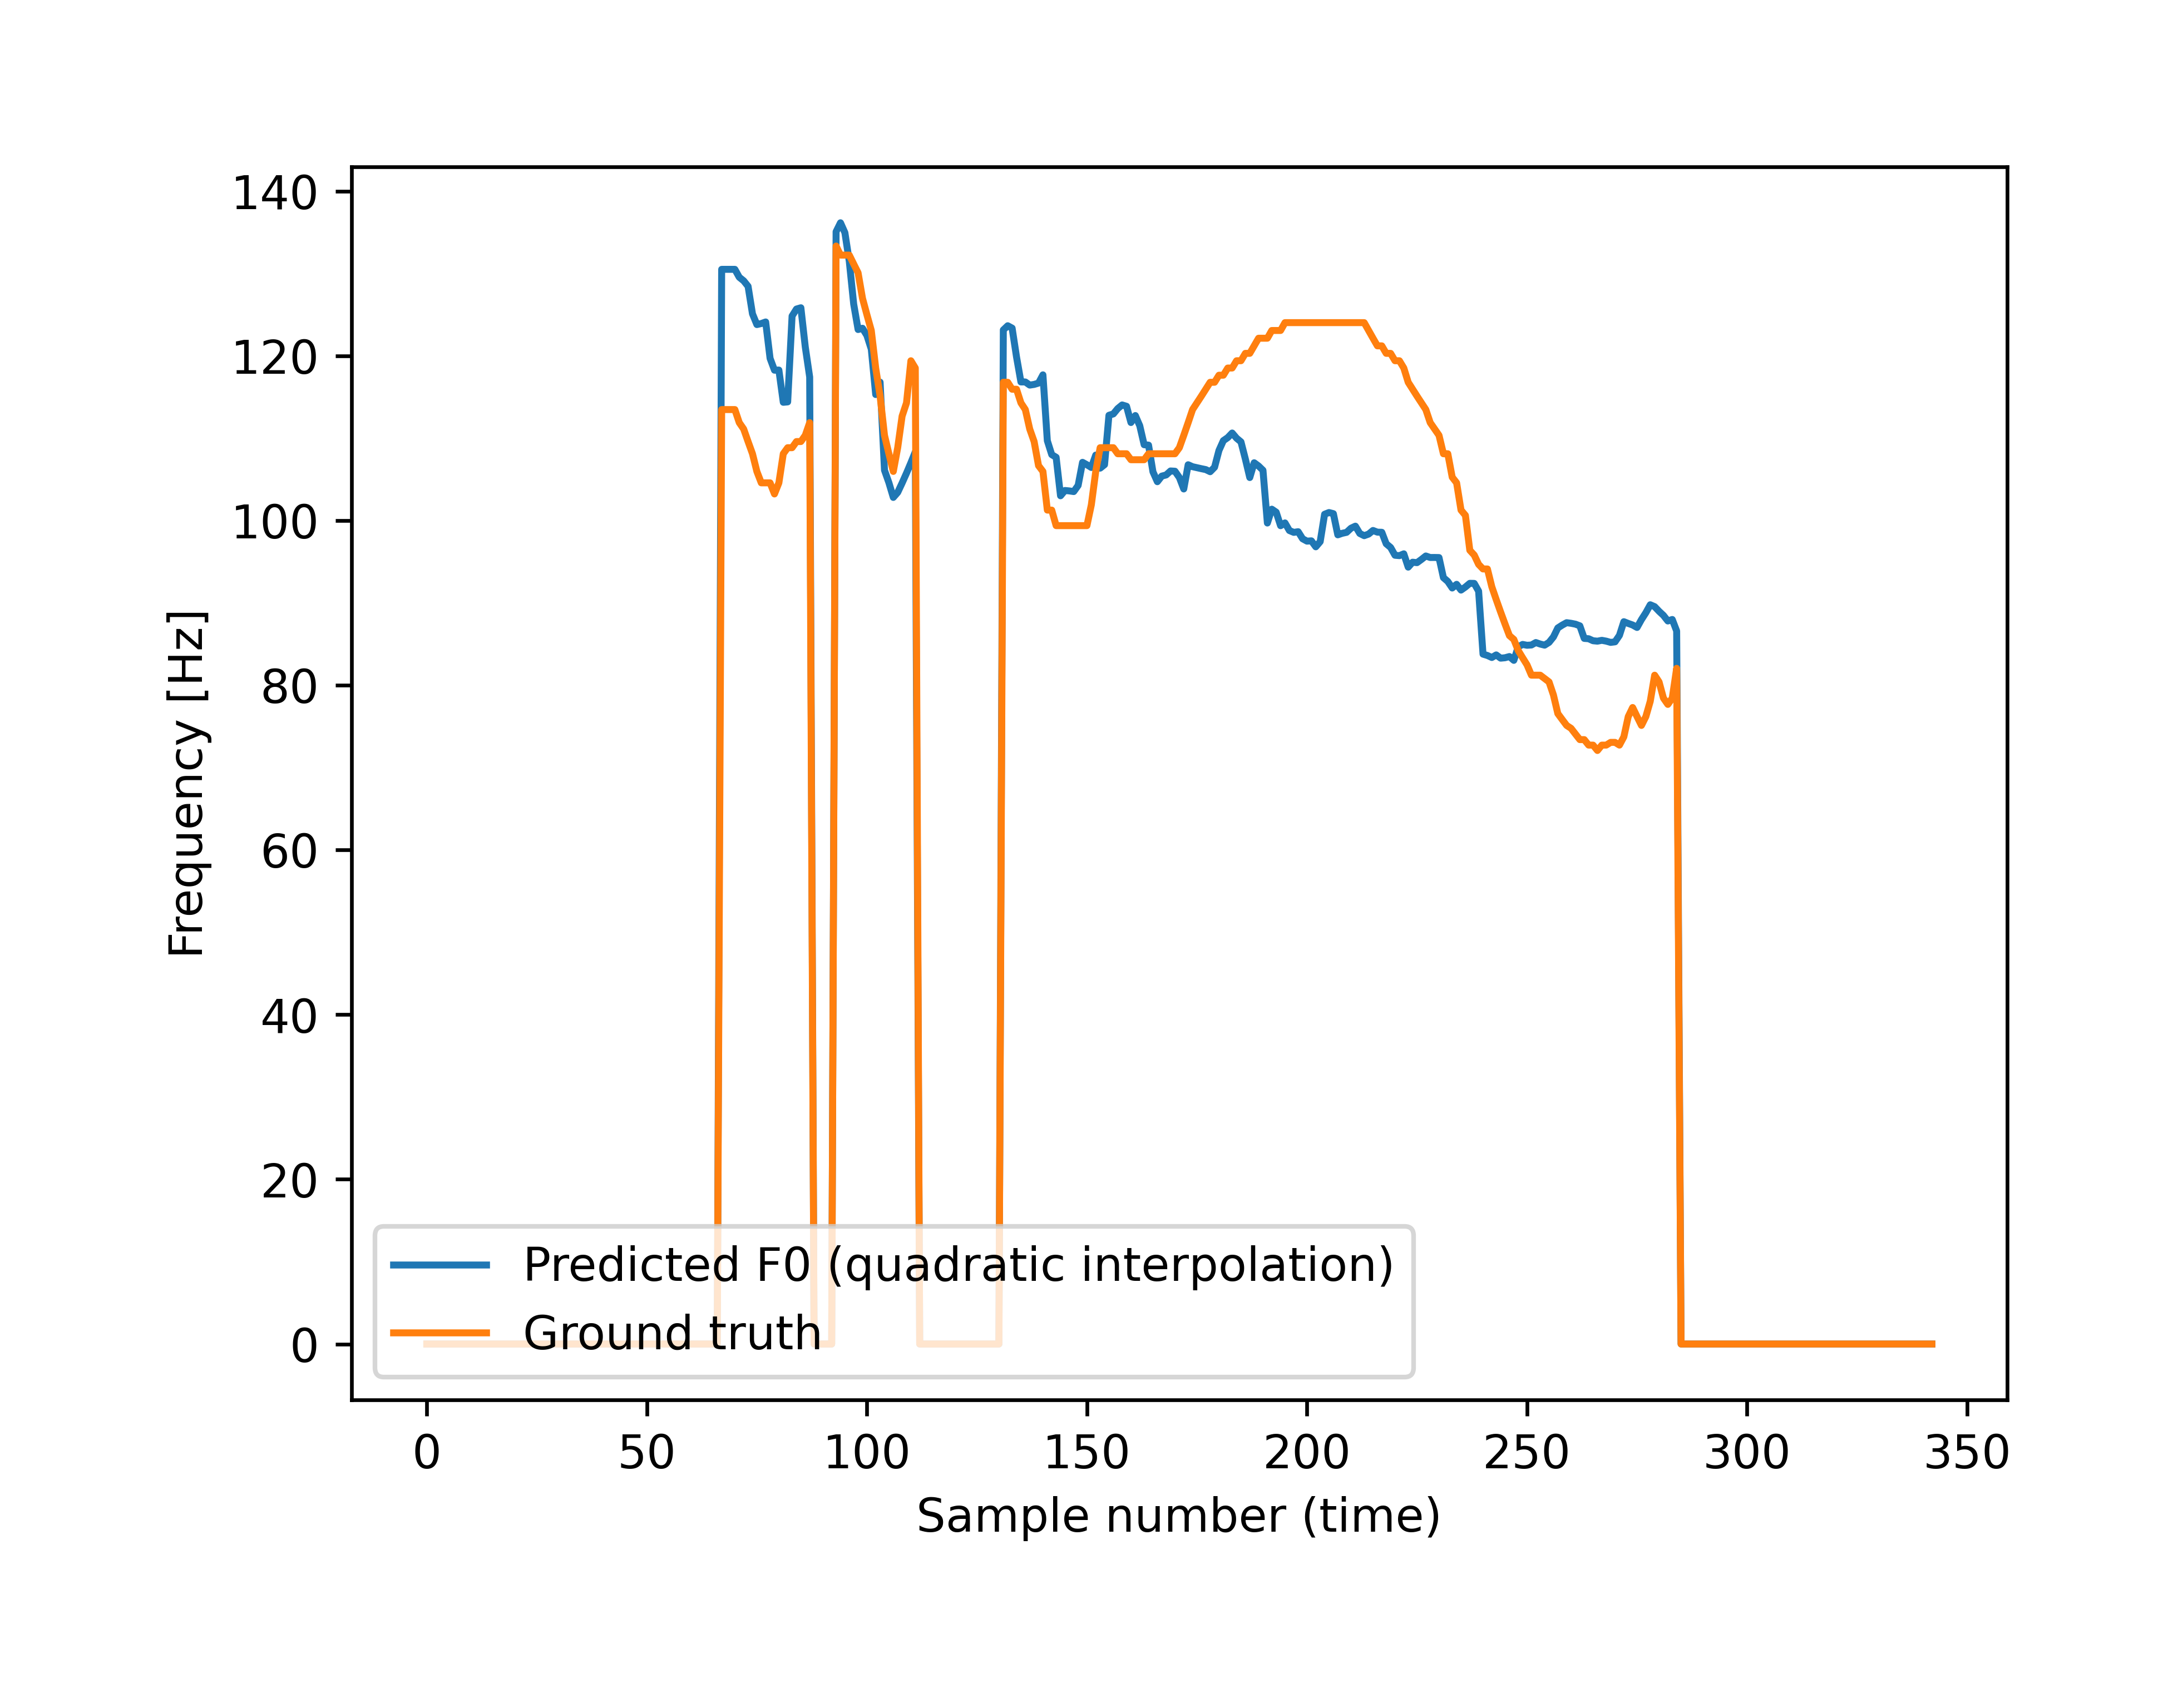 140
120
100
80
60
40
20
0
Frequency [Hz]
Predicted F0 (quadratic interpolation)
Ground truth
0 50 100 150 200 250 300 350
Sample number (time)